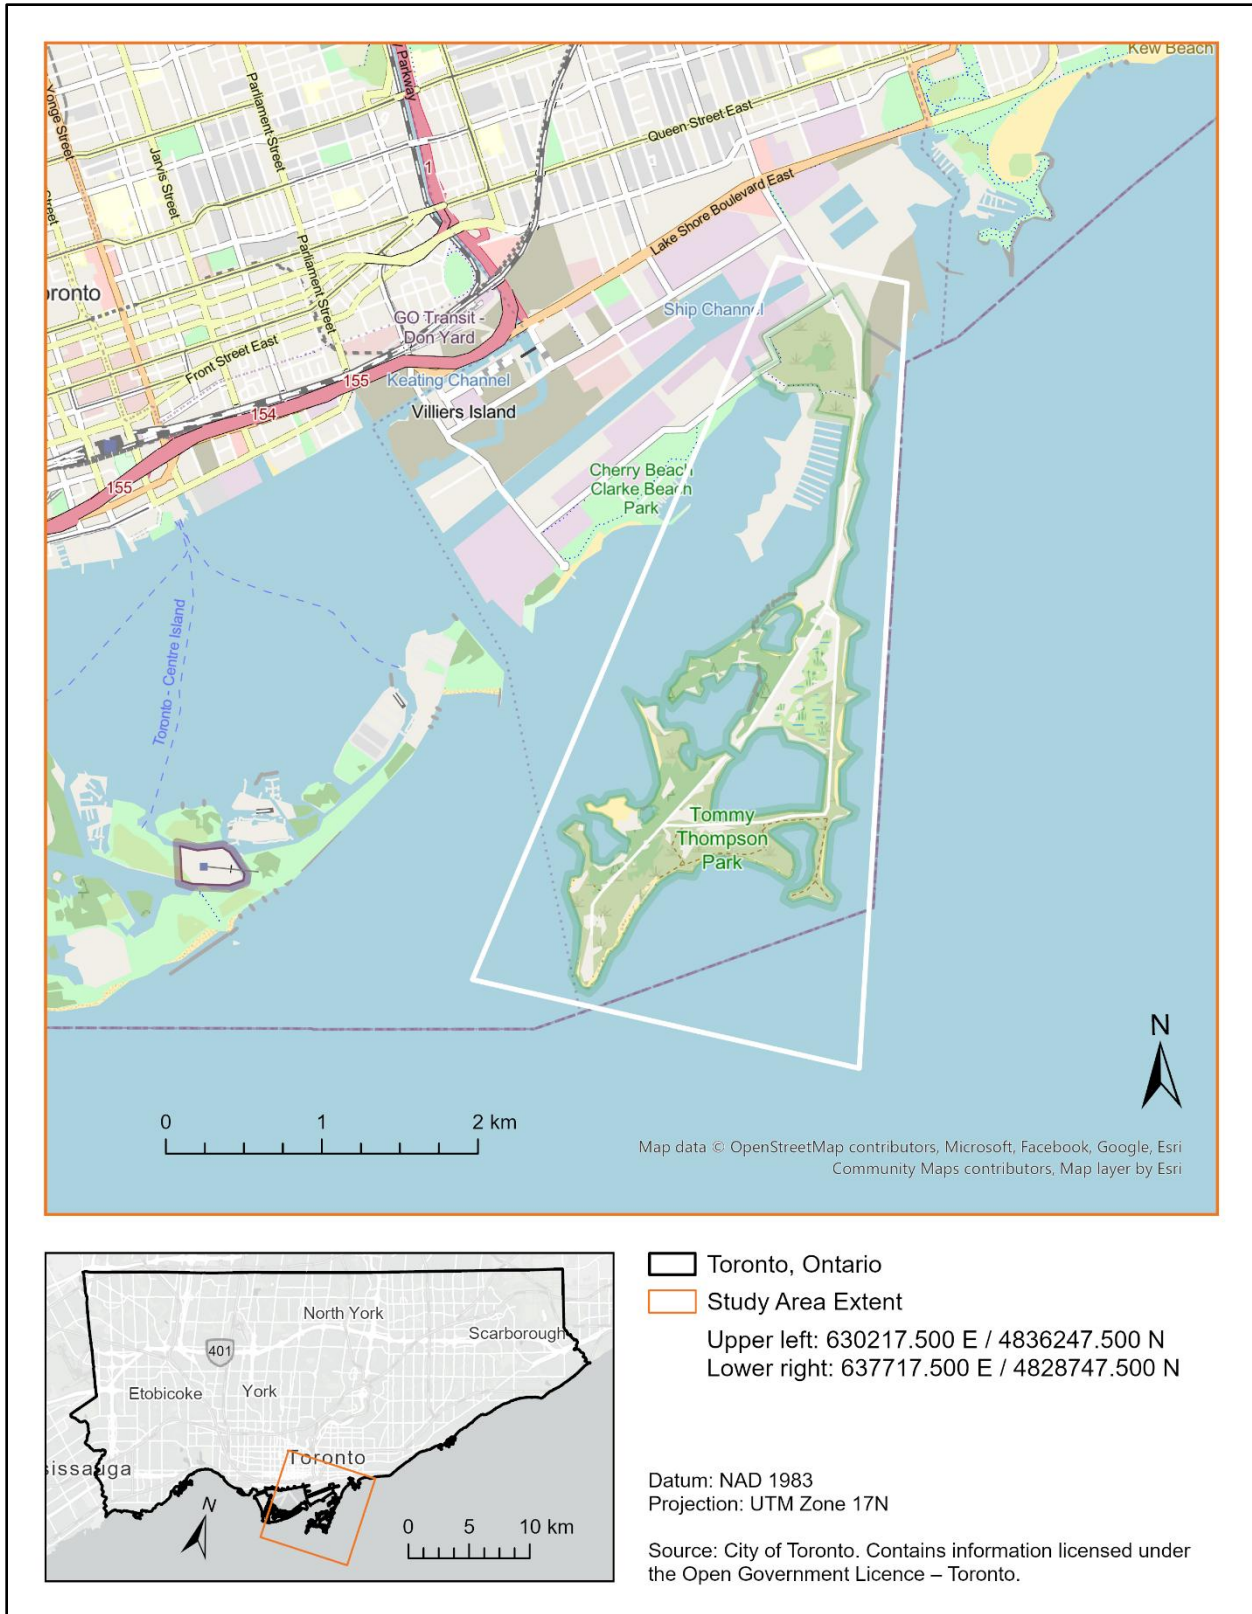 Kew Beach
Parkway
Yonge Street
Jarvis Street
Parliament Street
Queen Street East
1
Lake Shore Boulevard East
Street
Parliament Street
oronto
GO Transit -
Don Yard
Ship Channel
Front Street East
155
Keating Channel
154
Villiers Island
155
Cherry Beach
Clarke Beach
Park
Toronto - Centre Island
Tommy
Thompson
Park
N
0 1 2 km
Map data © OpenStreetMap contributors, Microsoft, Facebook, Google, Esri
Community Maps contributors, Map layer by Esri
North York
Scarborough
401
Etobicoke
York
Toronto
sissauga
N
0 5 10 km
Toronto, Ontario
Study Area Extent
Upper left: 630217.500 E / 4836247.500 N
Lower right: 637717.500 E / 4828747.500 N
Datum: NAD 1983
Projection: UTM Zone 17N
Source: City of Toronto. Contains information licensed under
the Open Government Licence – Toronto.